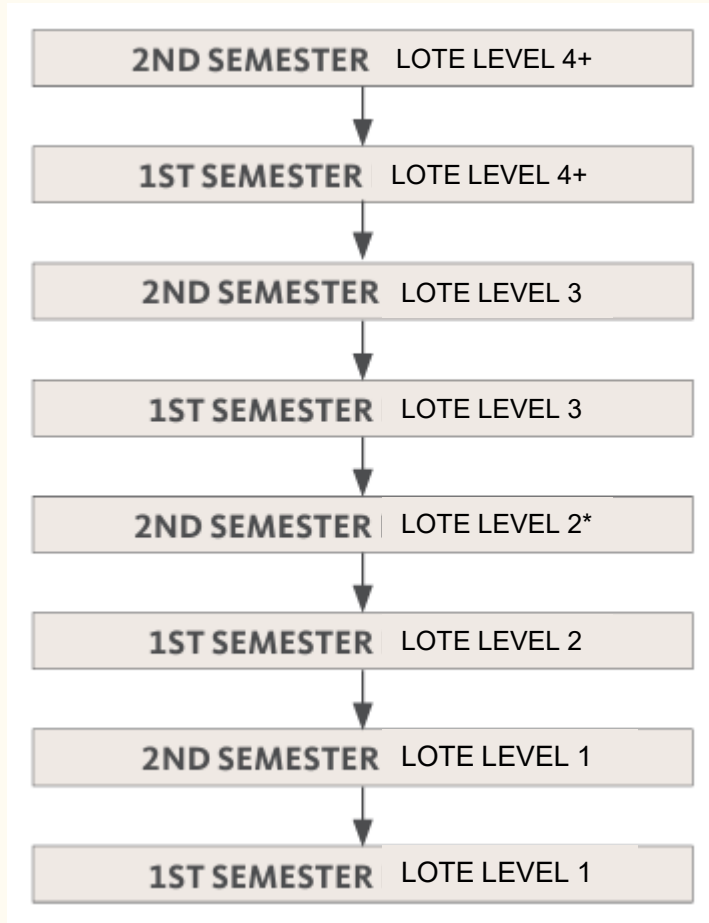 2ND SEMESTER LOTE LEVEL 4+
1ST SEMESTER LOTE LEVEL 4+
2ND SEMESTER LOTE LEVEL 3
1ST SEMESTER LOTE LEVEL 3
2ND SEMESTER LOTE LEVEL 2*
1ST SEMESTER LOTE LEVEL 2
2ND SEMESTER LOTE LEVEL 1
1ST SEMESTER LOTE LEVEL 1